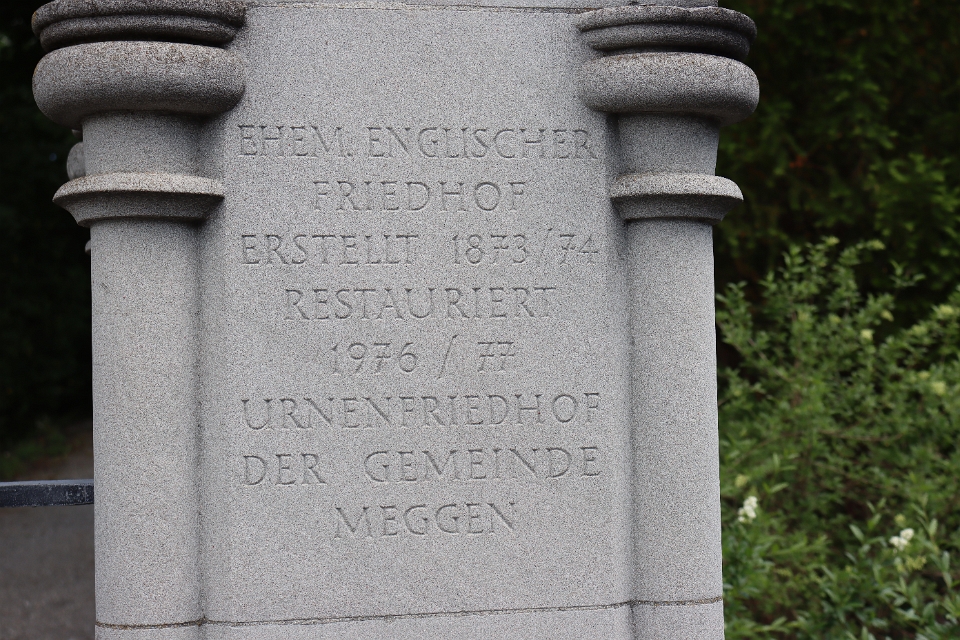 EHEM. ENGLISCHER
FRIEDHOF
ERSTELLT 1873/74
RESTAURIERT
1976 / 77
URNENFRIEDHOF
DER GEMEINDE
MEGGEN